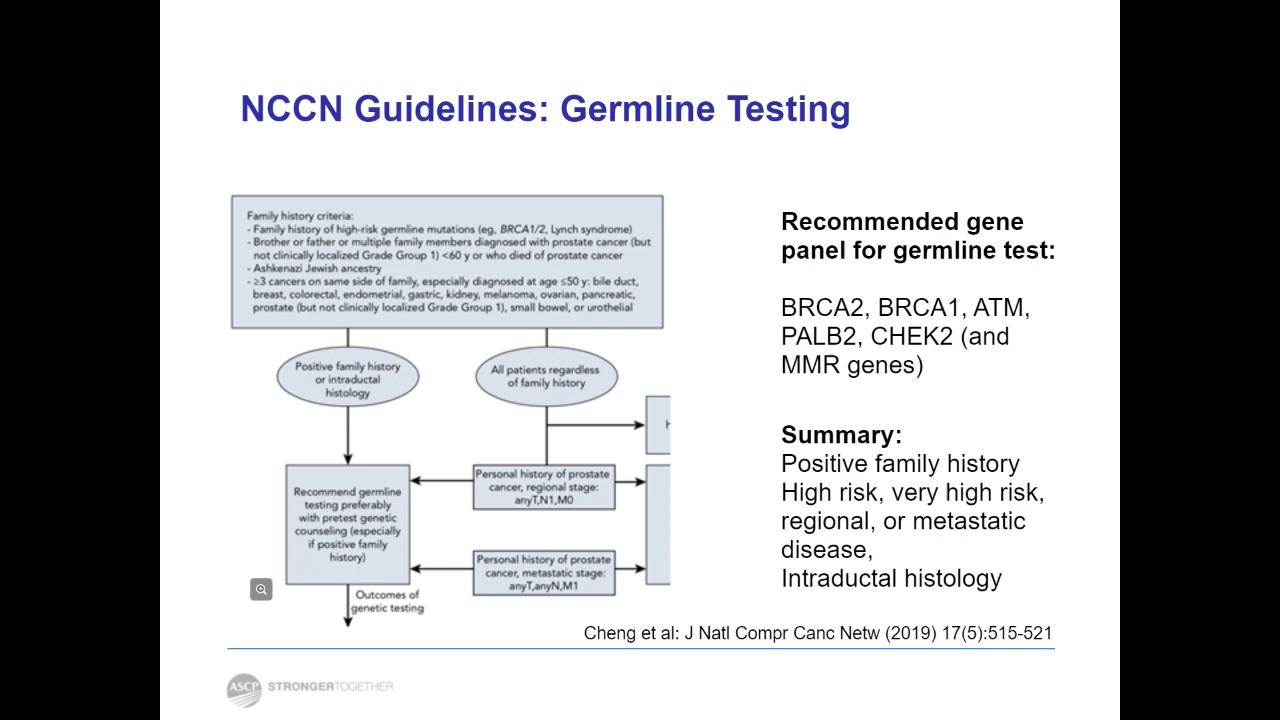 NCCN Guidelines: Germline Testing
Family history criteria:
- Family history of high-risk germline mutations (eg, BRCA1/2, Lynch syndrome)
- Brother or father or multiple family members diagnosed with prostate cancer (but
not clinically localized Grade Group 1) <60 y or who died of prostate cancer
- Ashkenazi Jewish ancestry
- ≥3 cancers on same side of family, especially diagnosed at age ≤50 y: bile duct,
breast, colorectal, endometrial, gastric, kidney, melanoma, ovarian, pancreatic,
prostate (but not clinically localized Grade Group 1), small bowel, or urothelial
Positive family history
or intraductal
histology
All patients regardless
of family history
Personal history of prostate
cancer, regional stage:
anyT,N1,M0
Recommend germline
testing preferably
with pretest genetic
counseling (especially
if positive family
history)
Personal history of prostate
cancer, metastatic stage:
anyT,anyN,M1
Outcomes of
genetic testing
Recommended gene
panel for germline test:
BRCA2, BRCA1, ATM,
PALB2, CHEK2 (and
MMR genes)
Summary:
Positive family history
High risk, very high risk,
regional, or metastatic
disease,
Intraductal histology
Cheng et al: J Natl Compr Canc Netw (2019) 17(5):515-521
ASCP STRONGERTOGETHER